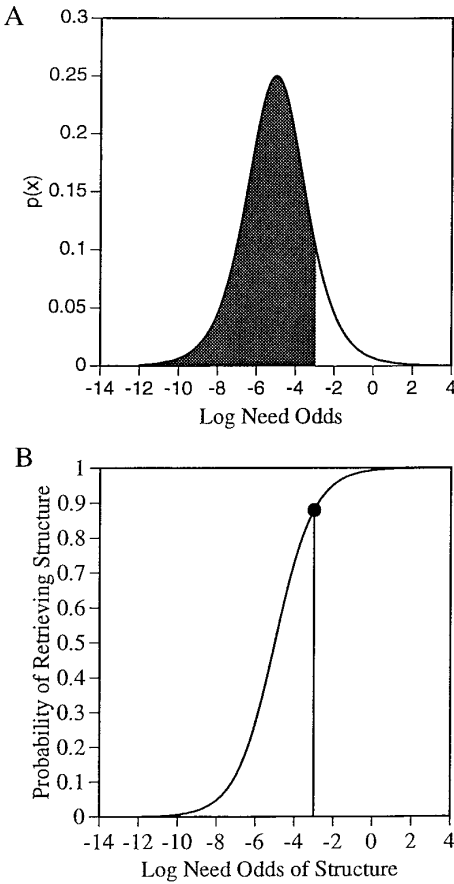 A
0.3
0.25
0.2
0.15
0.1
0.05
0
p(x)
-14 -12 -10 -8 -6 -4 -2 0 2 4
Log Need Odds
B
1
0.9
0.8
0.7
0.6
0.5
0.4
0.3
0.2
0.1
0
Probability of Retrieving Structure
-14 -12 -10 -8 -6 -4 -2 0 2 4
Log Need Odds of Structure